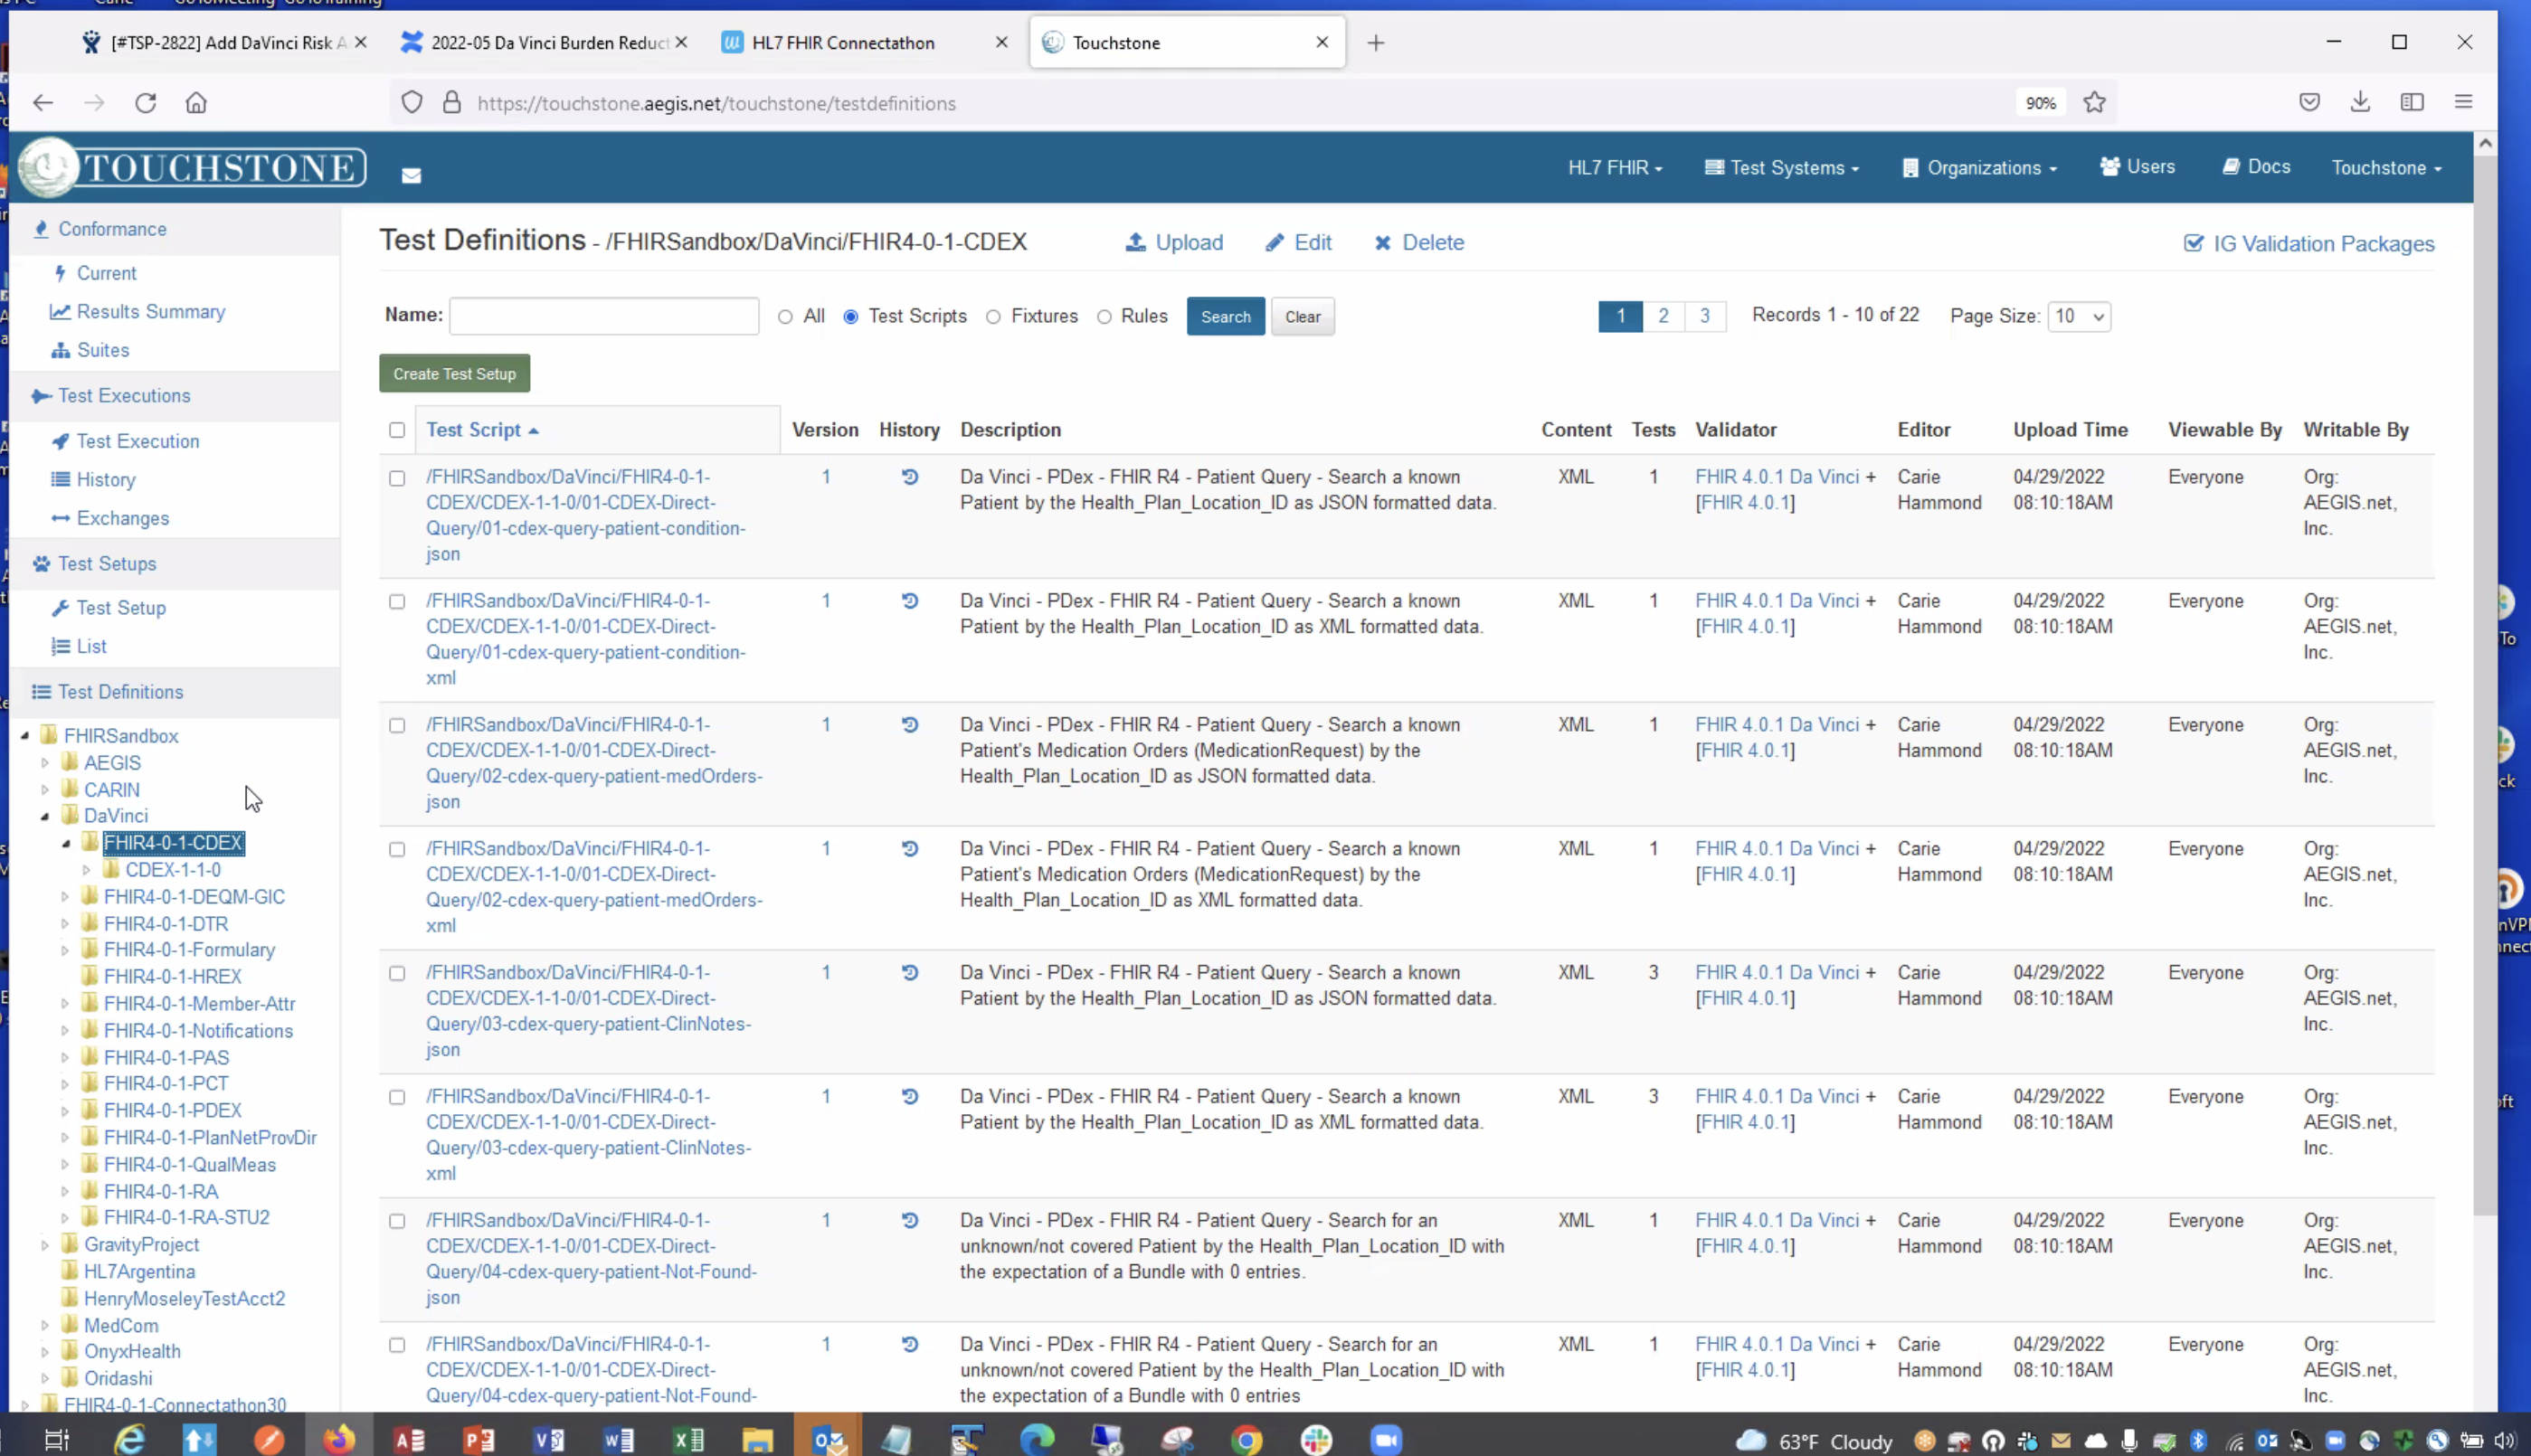 [#TSP-2822] Add DaVinci Risk A
2022-05 Da Vinci Burden Reduct
HL7 FHIR Connectathon
Touchstone
https://touchstone.aegis.net/touchstone/testdefinitions
90%
TOUCHSTONE
HL7 FHIR
Test Systems
Organizations
Users
Docs
Touchstone
Conformance
Current
Results Summary
Suites
Test Executions
Test Execution
History
Exchanges
Test Setups
Test Setup
List
Test Definitions
FHIRSandbox
AEGIS
CARIN
DaVinci
FHIR4-0-1-CDEX
CDEX-1-1-0
FHIR4-0-1-DEQM-GIC
FHIR4-0-1-DTR
FHIR4-0-1-Formulary
FHIR4-0-1-HREX
FHIR4-0-1-Member-Attr
FHIR4-0-1-Notifications
FHIR4-0-1-PAS
FHIR4-0-1-PCT
FHIR4-0-1-PDEX
FHIR4-0-1-PlanNetProvDir
FHIR4-0-1-QualMeas
FHIR4-0-1-RA
FHIR4-0-1-RA-STU2
GravityProject
HL7Argentina
HenryMoseleyTestAcct2
MedCom
OnyxHealth
Oridashi
FHIR4-0-1-Connectathon30
Test Definitions - /FHIRSandbox/DaVinci/FHIR4-0-1-CDEX
Upload
Edit
Delete
IG Validation Packages
Name:
All
Test Scripts
Fixtures
Rules
Search
Clear
1 2 3
Records 1 - 10 of 22
Page Size: 10
Create Test Setup
Test Script Version History Description Content Tests Validator Editor Upload Time Viewable By Writable By
/FHIRSandbox/DaVinci/FHIR4-0-1- 1 Da Vinci - PDex - FHIR R4 - Patient Query - Search a known XML 1 FHIR 4.0.1 Da Vinci + Carie 04/29/2022 Everyone Org:
CDEX/CDEX-1-1-0/01-CDEX-Direct- Patient by the Health_Plan_Location_ID as JSON formatted data. [FHIR 4.0.1] Hammond 08:10:18AM AEGIS.net,
Query/01-cdex-query-patient-condition- Inc.
json
/FHIRSandbox/DaVinci/FHIR4-0-1- 1 Da Vinci - PDex - FHIR R4 - Patient Query - Search a known XML 1 FHIR 4.0.1 Da Vinci + Carie 04/29/2022 Everyone Org:
CDEX/CDEX-1-1-0/01-CDEX-Direct- Patient by the Health_Plan_Location_ID as XML formatted data. [FHIR 4.0.1] Hammond 08:10:18AM AEGIS.net,
Query/01-cdex-query-patient-condition- Inc.
xml
/FHIRSandbox/DaVinci/FHIR4-0-1- 1 Da Vinci - PDex - FHIR R4 - Patient Query - Search a known XML 1 FHIR 4.0.1 Da Vinci + Carie 04/29/2022 Everyone Org:
CDEX/CDEX-1-1-0/01-CDEX-Direct- Patient's Medication Orders (MedicationRequest) by the [FHIR 4.0.1] Hammond 08:10:18AM AEGIS.net,
Query/02-cdex-query-patient-medOrders- Health_Plan_Location_ID as JSON formatted data. Inc.
json
/FHIRSandbox/DaVinci/FHIR4-0-1- 1 Da Vinci - PDex - FHIR R4 - Patient Query - Search a known XML 1 FHIR 4.0.1 Da Vinci + Carie 04/29/2022 Everyone Org:
CDEX/CDEX-1-1-0/01-CDEX-Direct- Patient's Medication Orders (MedicationRequest) by the [FHIR 4.0.1] Hammond 08:10:18AM AEGIS.net,
Query/02-cdex-query-patient-medOrders- Health_Plan_Location_ID as XML formatted data. Inc.
xml
/FHIRSandbox/DaVinci/FHIR4-0-1- 1 Da Vinci - PDex - FHIR R4 - Patient Query - Search a known XML 3 FHIR 4.0.1 Da Vinci + Carie 04/29/2022 Everyone Org:
CDEX/CDEX-1-1-0/01-CDEX-Direct- Patient by the Health_Plan_Location_ID as JSON formatted data. [FHIR 4.0.1] Hammond 08:10:18AM AEGIS.net,
Query/03-cdex-query-patient-ClinNotes- Inc.
json
/FHIRSandbox/DaVinci/FHIR4-0-1- 1 Da Vinci - PDex - FHIR R4 - Patient Query - Search a known XML 3 FHIR 4.0.1 Da Vinci + Carie 04/29/2022 Everyone Org:
CDEX/CDEX-1-1-0/01-CDEX-Direct- Patient by the Health_Plan_Location_ID as XML formatted data. [FHIR 4.0.1] Hammond 08:10:18AM AEGIS.net,
Query/03-cdex-query-patient-ClinNotes- Inc.
xml
/FHIRSandbox/DaVinci/FHIR4-0-1- 1 Da Vinci - PDex - FHIR R4 - Patient Query - Search for an XML 1 FHIR 4.0.1 Da Vinci + Carie 04/29/2022 Everyone Org:
CDEX/CDEX-1-1-0/01-CDEX-Direct- unknown/not covered Patient by the Health_Plan_Location_ID with [FHIR 4.0.1] Hammond 08:10:18AM AEGIS.net,
Query/04-cdex-query-patient-Not-Found- the expectation of a Bundle with 0 entries. Inc.
json
/FHIRSandbox/DaVinci/FHIR4-0-1- 1 Da Vinci - PDex - FHIR R4 - Patient Query - Search for an XML 1 FHIR 4.0.1 Da Vinci + Carie 04/29/2022 Everyone Org:
CDEX/CDEX-1-1-0/01-CDEX-Direct- unknown/not covered Patient by the Health_Plan_Location_ID with [FHIR 4.0.1] Hammond 08:10:18AM AEGIS.net,
Query/04-cdex-query-patient-Not-Found- the expectation of a Bundle with 0 entries Inc.
63°F Cloudy